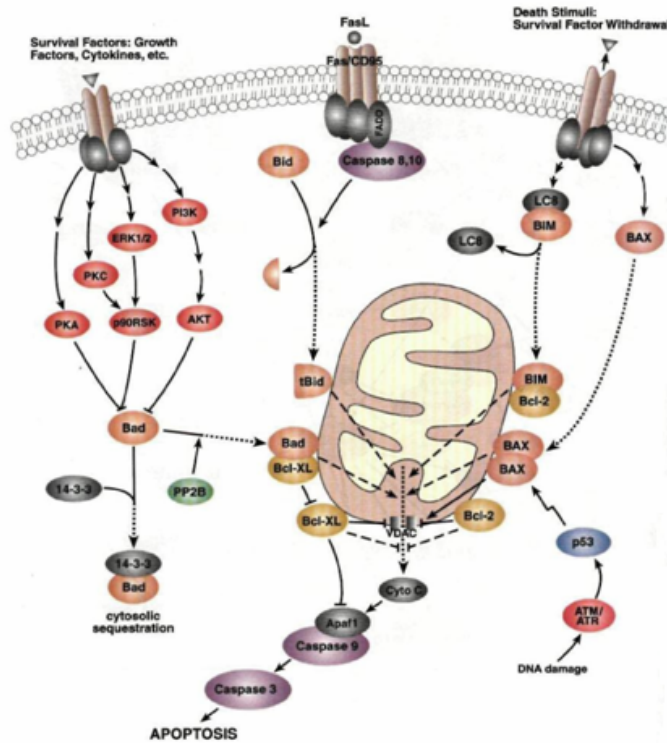 Survival Factors: Growth
Factors, Cytokines, etc.
FasL
Fas/CD95
FADD
Caspase 8,10
Bid
Death Stimuli:
Survival Factor Withdrawal
LC8
BIM
LC8
BAX
PI3K
ERK1/2
PKC
PKA
p90RSK
AKT
tBid
BIM
Bcl-2
Bad
Bad
Bcl-XL
BAX
BAX
14-3-3
PP2B
Bcl-XL
VDAC
Bcl-2
p53
14-3-3
Bad
cytosolic
sequestration
Cyto C
Apaf1
Caspase 9
ATM/
ATR
DNA damage
Caspase 3
APOPTOSIS